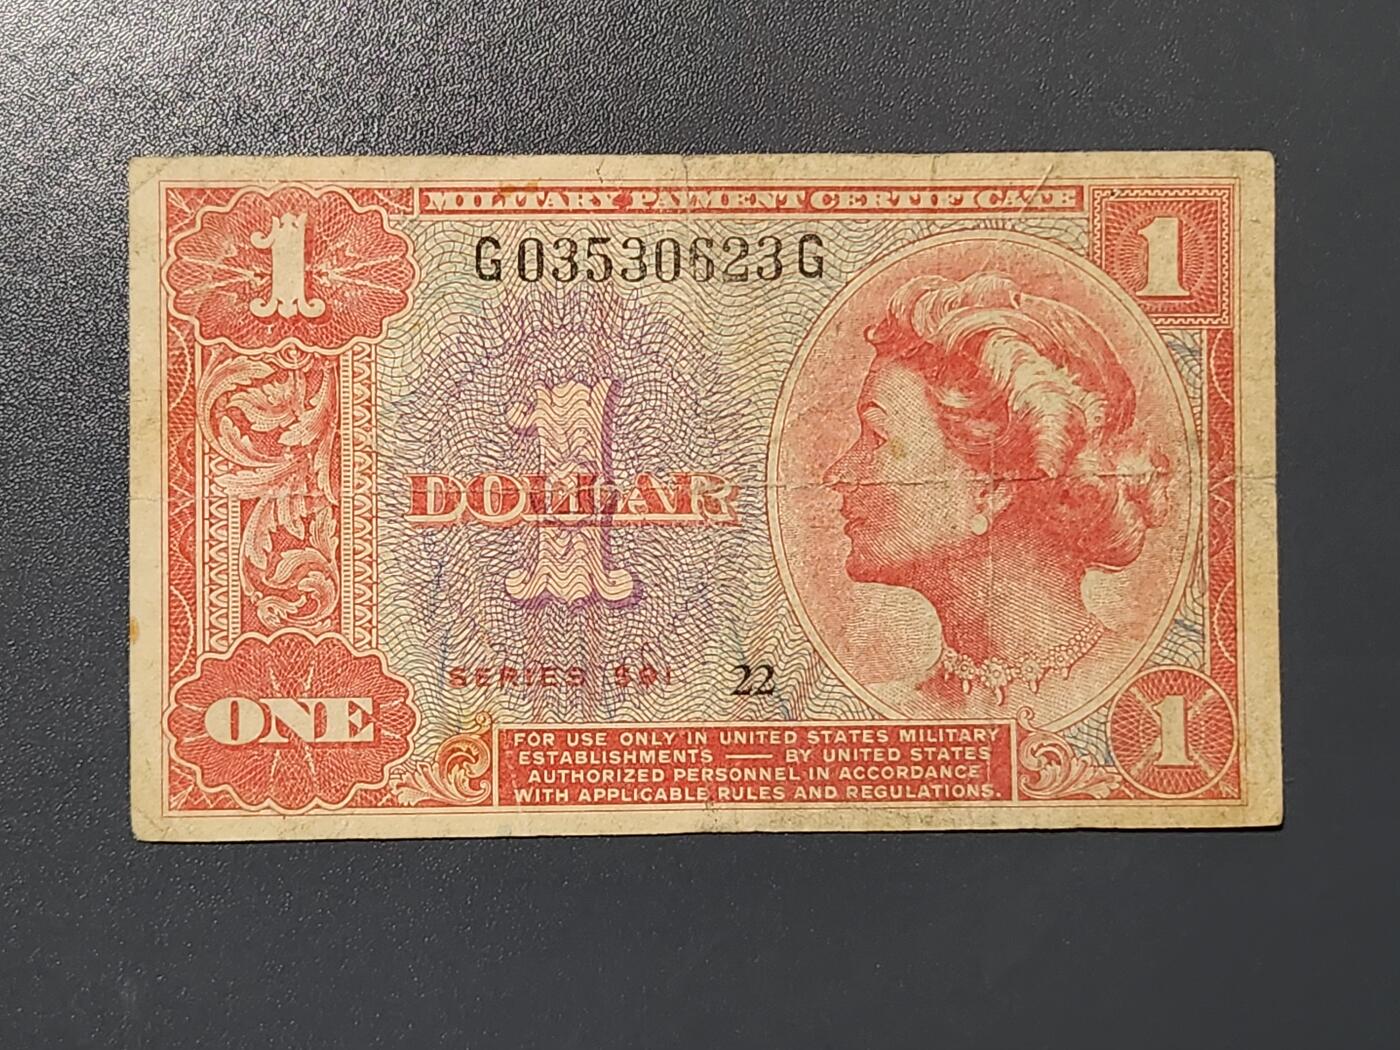 MILITARY PAYMENT CERTIFICATE
1
1
G03530623G
1
DOLLAR
SERIES 591
22
ONE
1
FOR USE ONLY IN UNITED STATES MILITARY
ESTABLISHMENTS — BY UNITED STATES
AUTHORIZED PERSONNEL IN ACCORDANCE
WITH APPLICABLE RULES AND REGULATIONS.